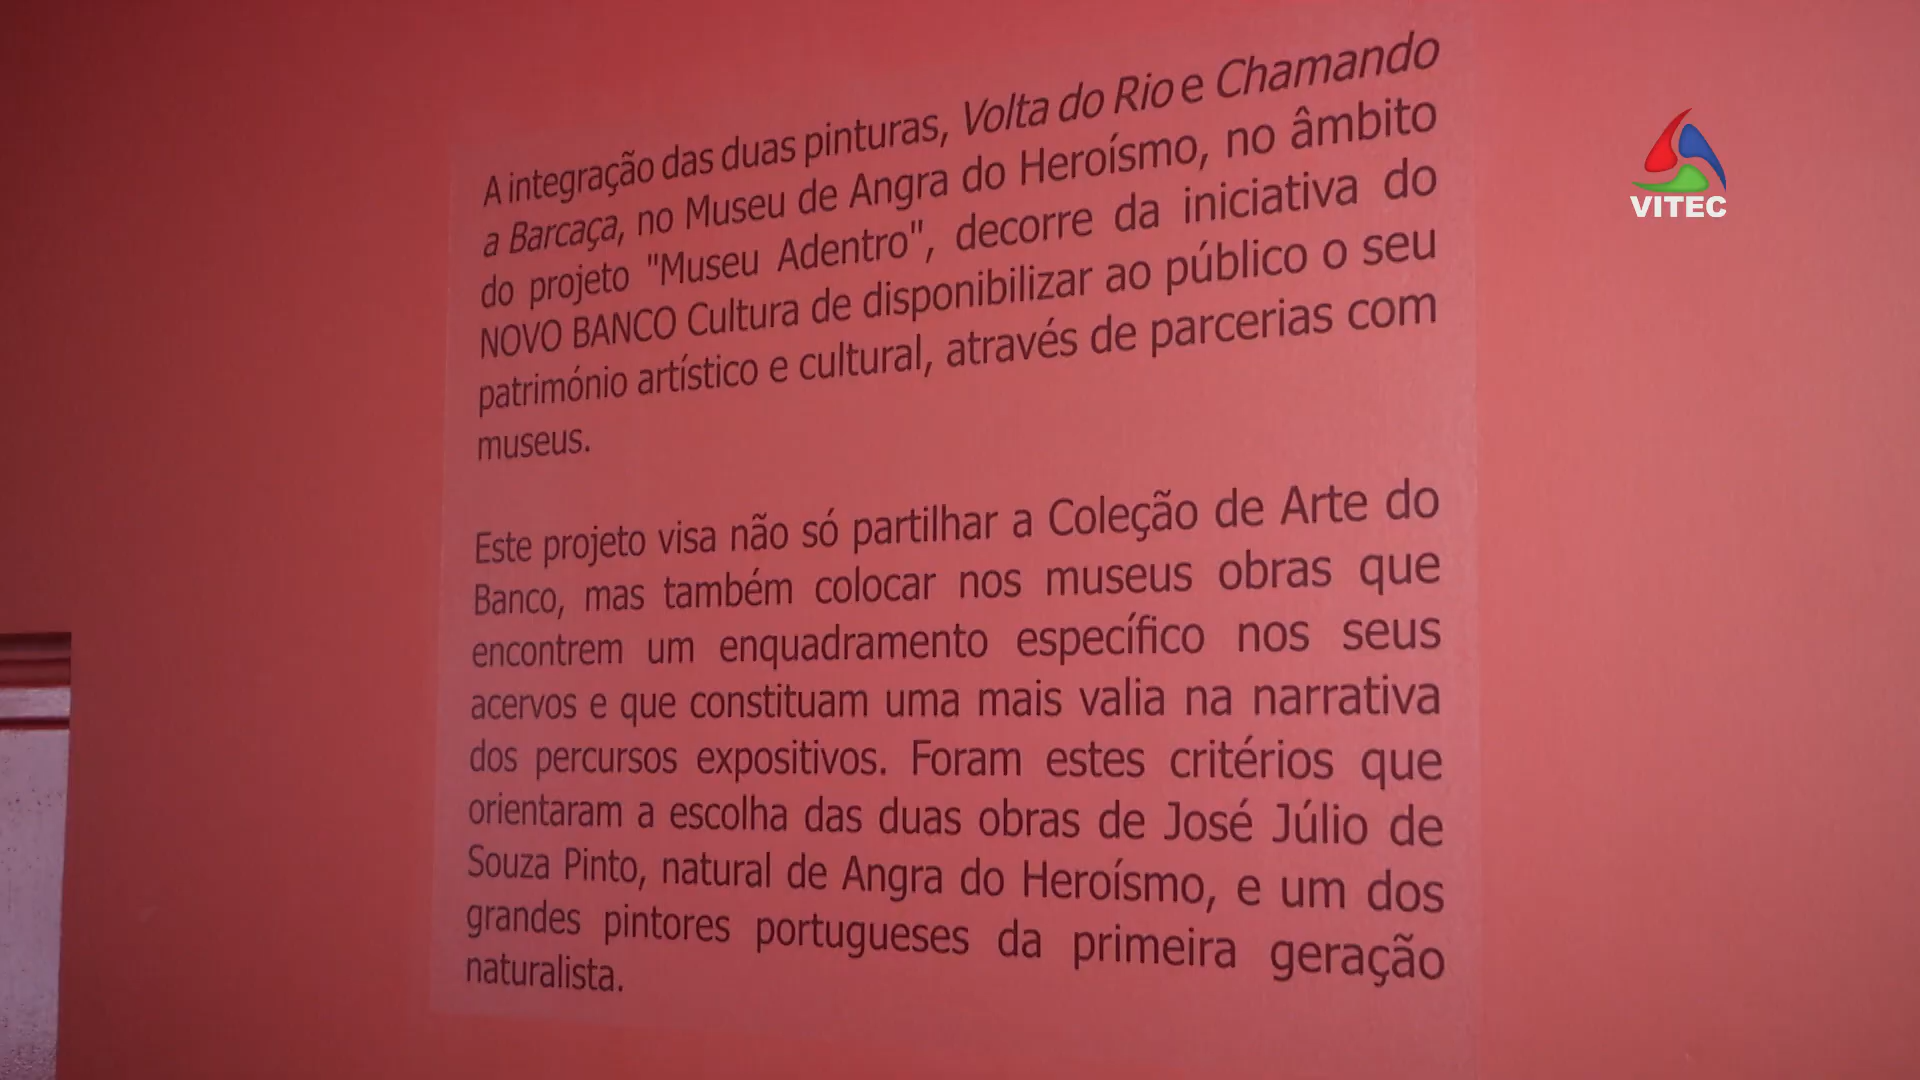 A integração das duas pinturas, Volta do Rio e Chamando
a Barcaça, no Museu de Angra do Heroísmo, no âmbito
do projeto "Museu Adentro", decorre da iniciativa do
NOVO BANCO Cultura de disponibilizar ao público o seu
património artístico e cultural, através de parcerias com
museus.
Este projeto visa não só partilhar a Coleção de Arte do
Banco, mas também colocar nos museus obras que
encontrem um enquadramento específico nos seus
acervos e que constituam uma mais valia na narrativa
dos percursos expositivos. Foram estes critérios que
orientaram a escolha das duas obras de José Júlio de
Souza Pinto, natural de Angra do Heroísmo, e um dos
grandes pintores portugueses da primeira geração
naturalista.
VITEC